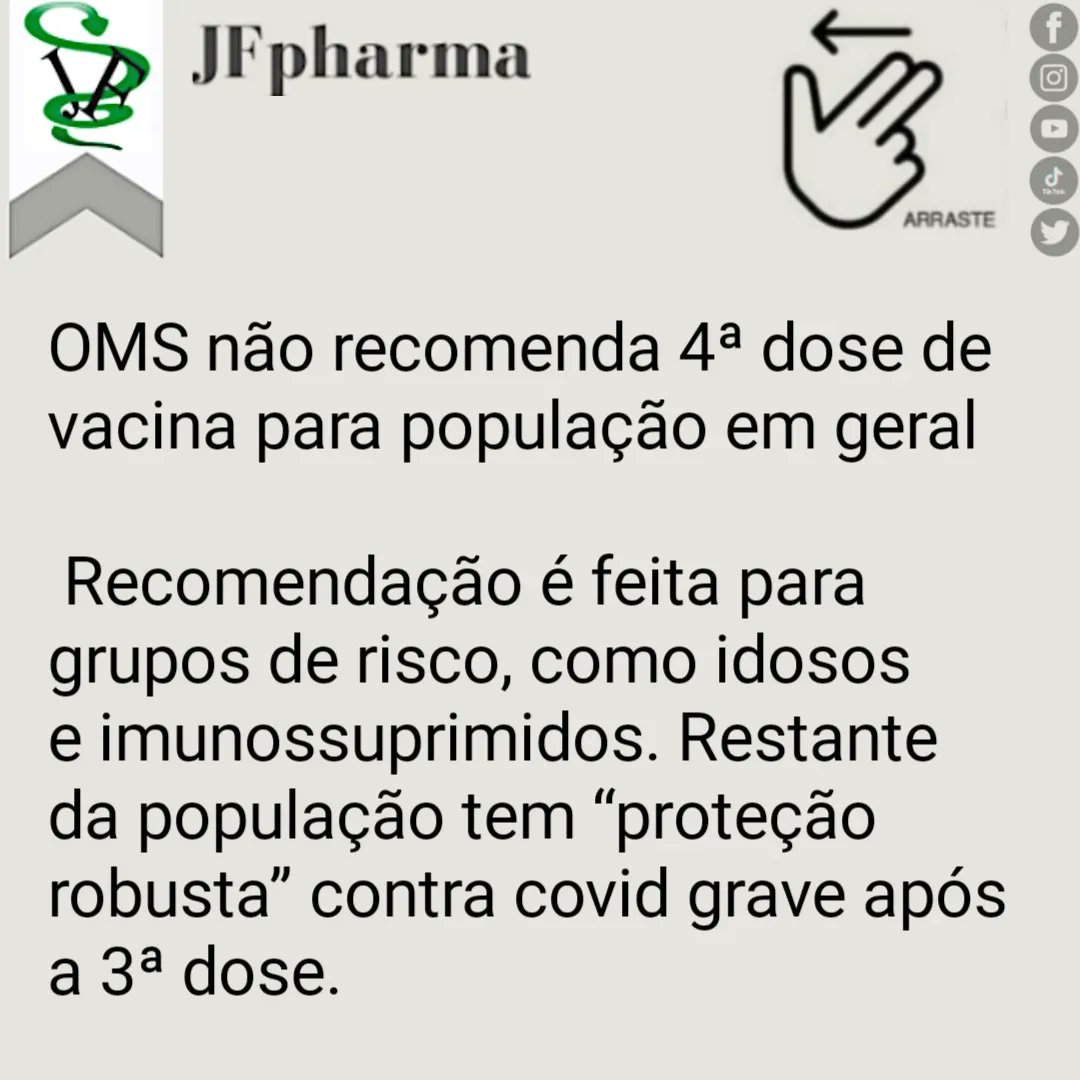 JFpharma
ARRASTE
TikTok
OMS não recomenda 4ª dose de
vacina para população em geral
Recomendação é feita para
grupos de risco, como idosos
e imunossuprimidos. Restante
da população tem “proteção
robusta” contra covid grave após
a 3ª dose.